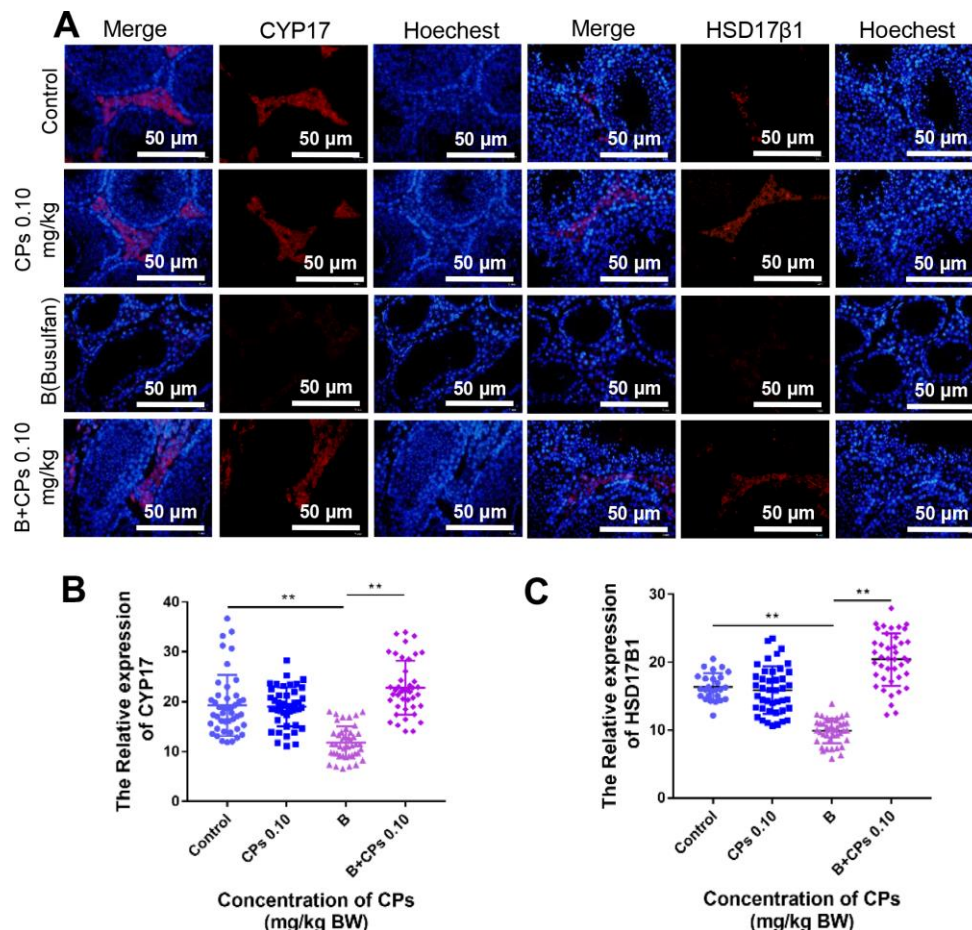 A
Merge CYP17 Hoechest Merge HSD17β1 Hoechest
Control
50 µm 50 µm 50 µm 50 µm 50 µm 50 µm
CPs 0.10
mg/kg
50 µm 50 µm 50 µm 50 µm 50 µm 50 µm
B(Busulfan)
50 µm 50 µm 50 µm 50 µm 50 µm 50 µm
B+CPs 0.10
mg/kg
50 µm 50 µm 50 µm 50 µm 50 µm 50 µm
B
The Relative expression
of CYP17
40
30
20
10
0
**
**
Control
CPs 0.10
B
B+CPs 0.10
Concentration of CPs
(mg/kg BW)
C
The Relative expression
of HSD17B1
30
20
10
0
**
**
Control
CPs 0.10
B
B+CPs 0.10
Concentration of CPs
(mg/kg BW)